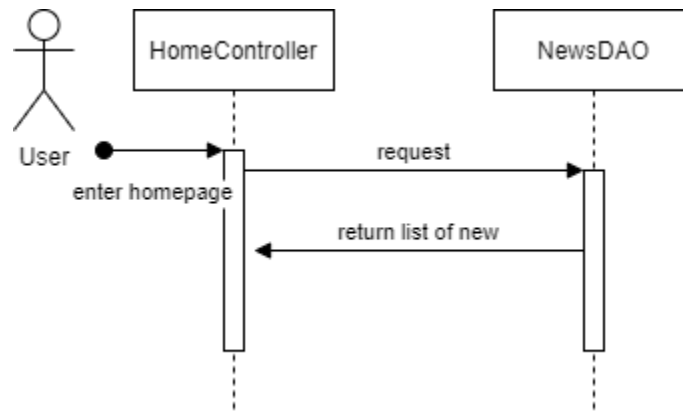 HomeController
NewsDAO
User
request
enter homepage
return list of new